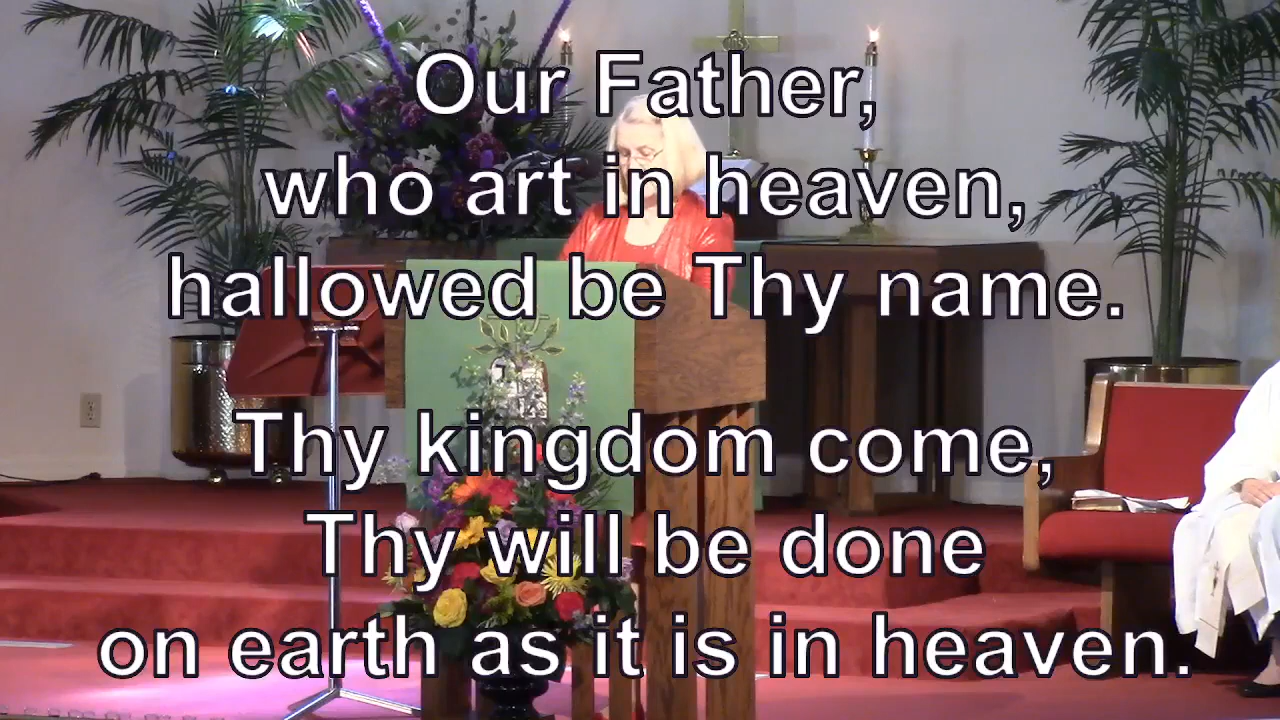 Our Father,
who art in heaven,
hallowed be Thy name.
Thy kingdom come,
Thy will be done
on earth as it is in heaven.